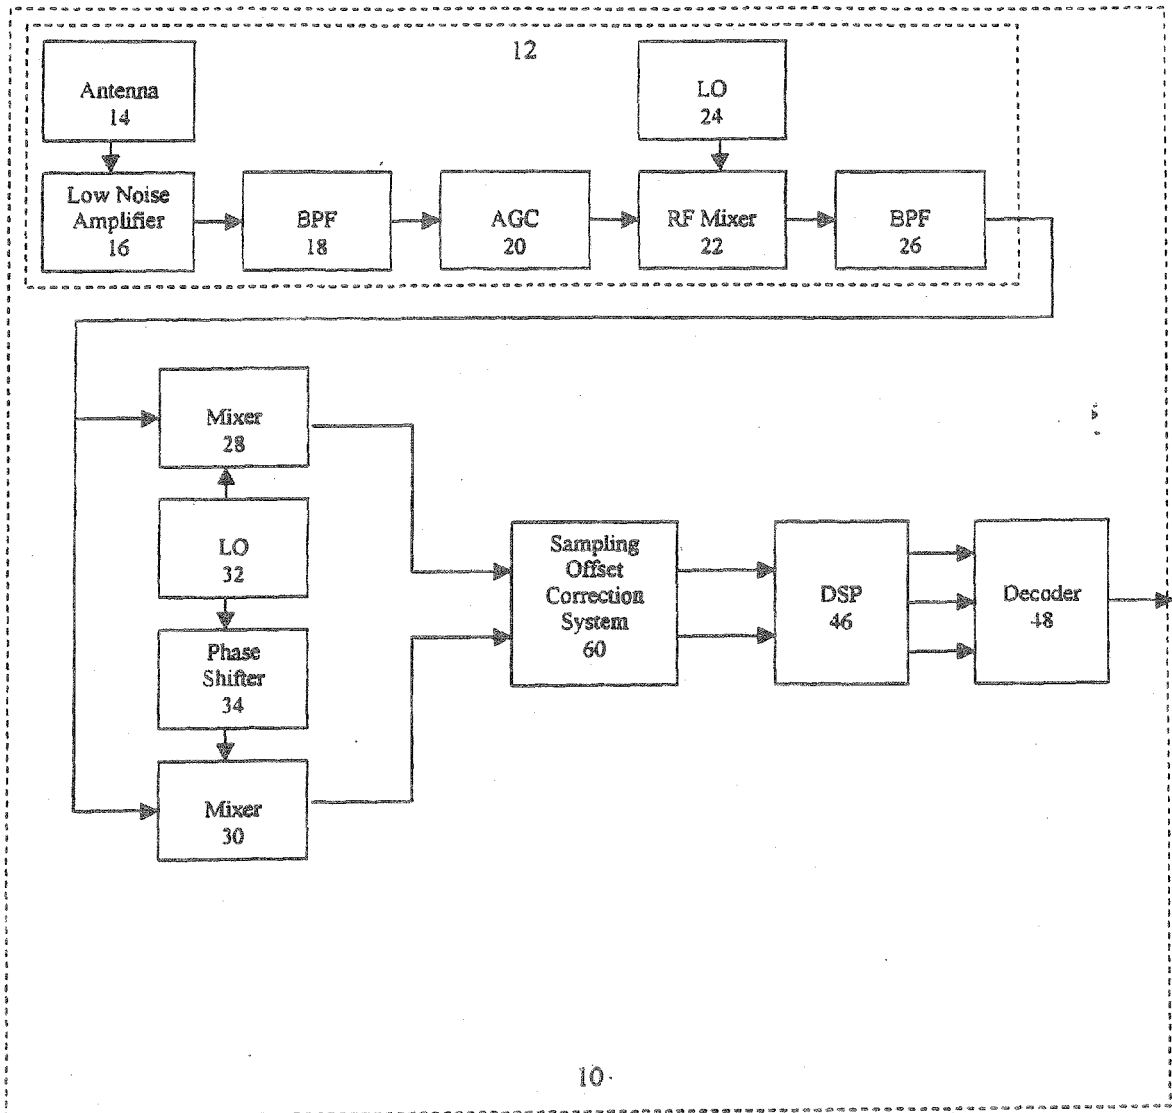 12
Antenna
14
LO
24
Low Noise
Amplifier
16
BPF
18
AGC
20
RF Mixer
22
BPF
26
Mixer
28
LO
32
Phase
Shifter
34
Mixer
30
Sampling
Offset
Correction
System
60
DSP
46
Decoder
48
10